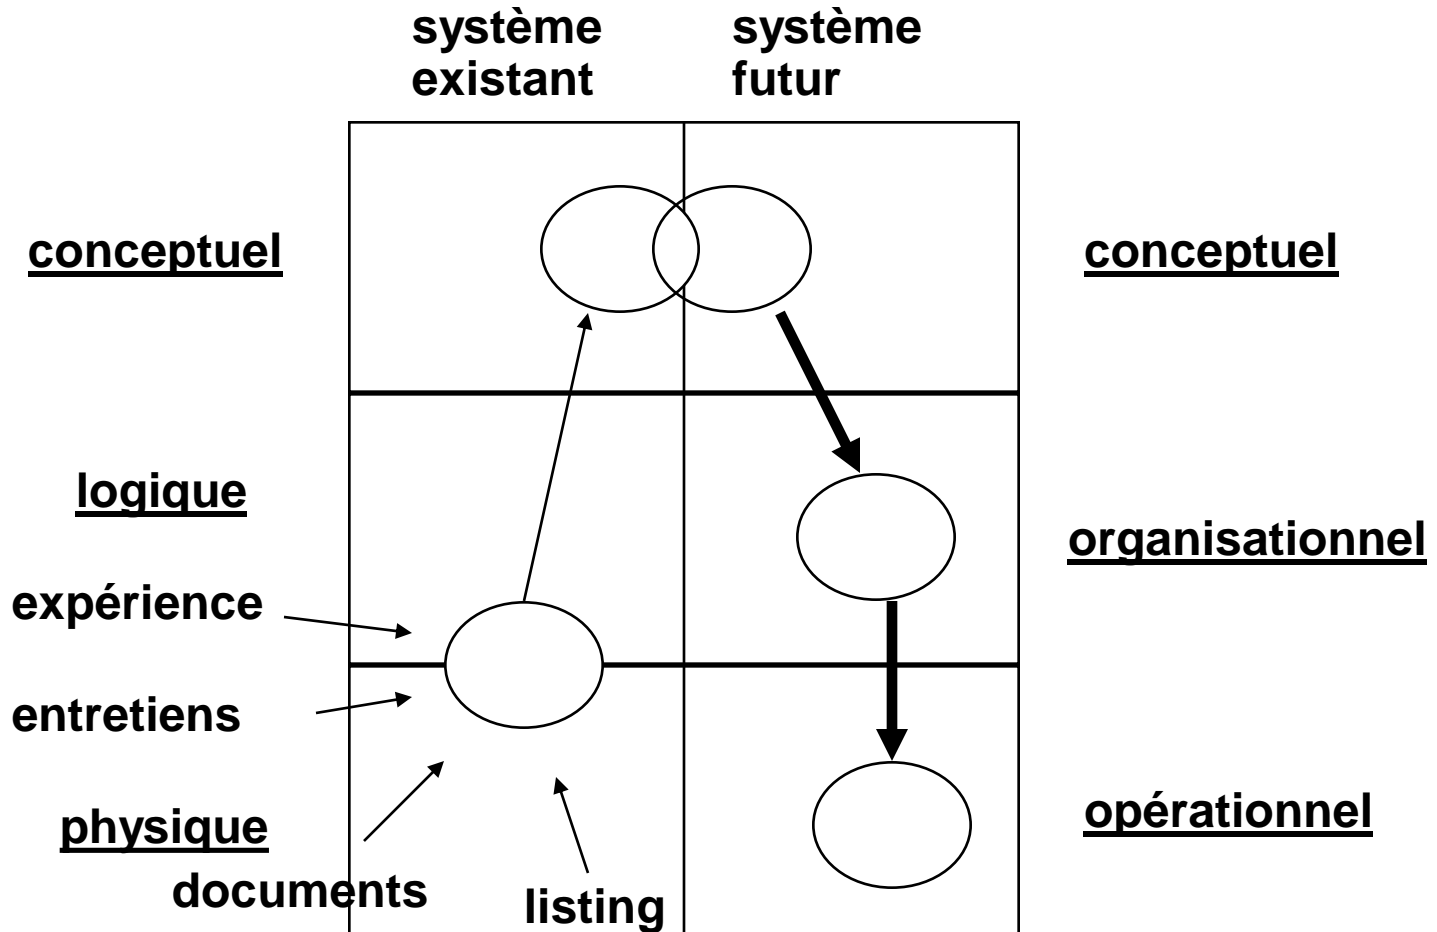 système
existant
système
futur
conceptuel
conceptuel
logique
organisationnel
expérience
entretiens
physique
opérationnel
documents
listing